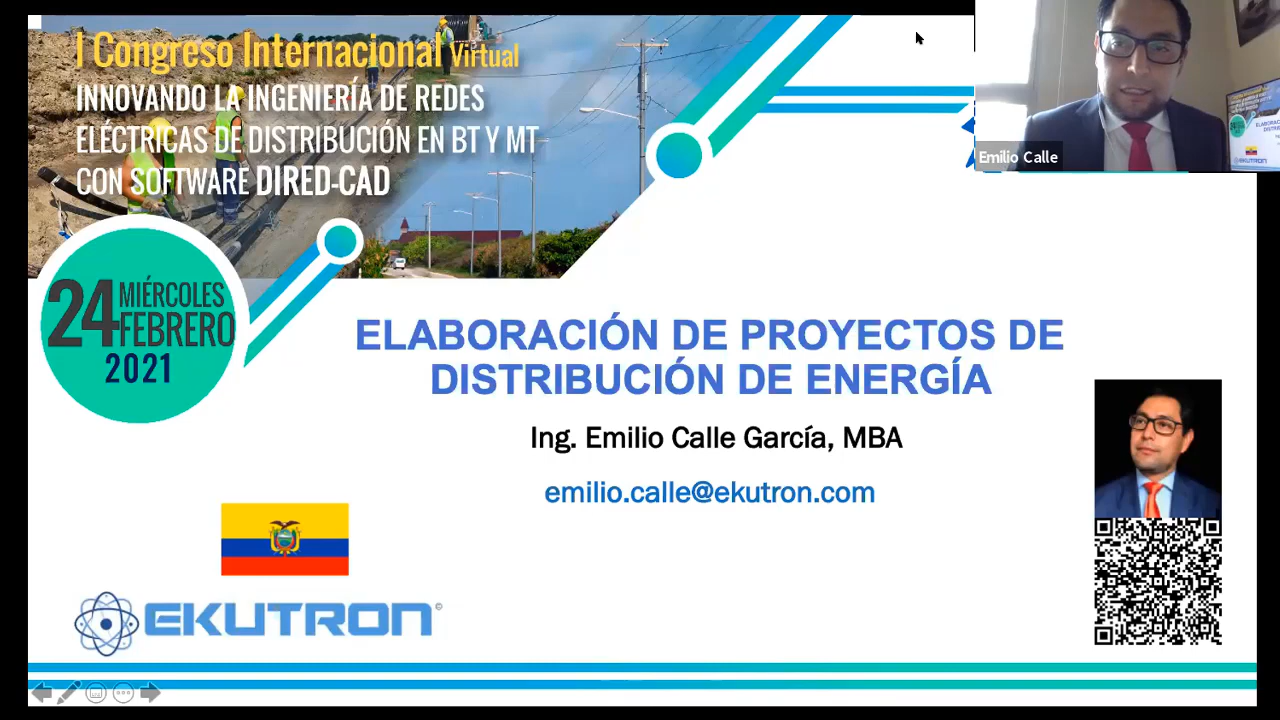 I Congreso Internacional Virtual
INNOVANDO LA INGENIERÍA DE REDES
ELÉCTRICAS DE DISTRIBUCIÓN EN BT Y MT
CON SOFTWARE DIRED-CAD
Emilio Calle
24 MIÉRCOLES
FEBRERO
2021
ELABORACIÓN DE PROYECTOS DE
DISTRIBUCIÓN DE ENERGÍA
Ing. Emilio Calle García, MBA
emilio.calle@ekutron.com
EKUTRON©